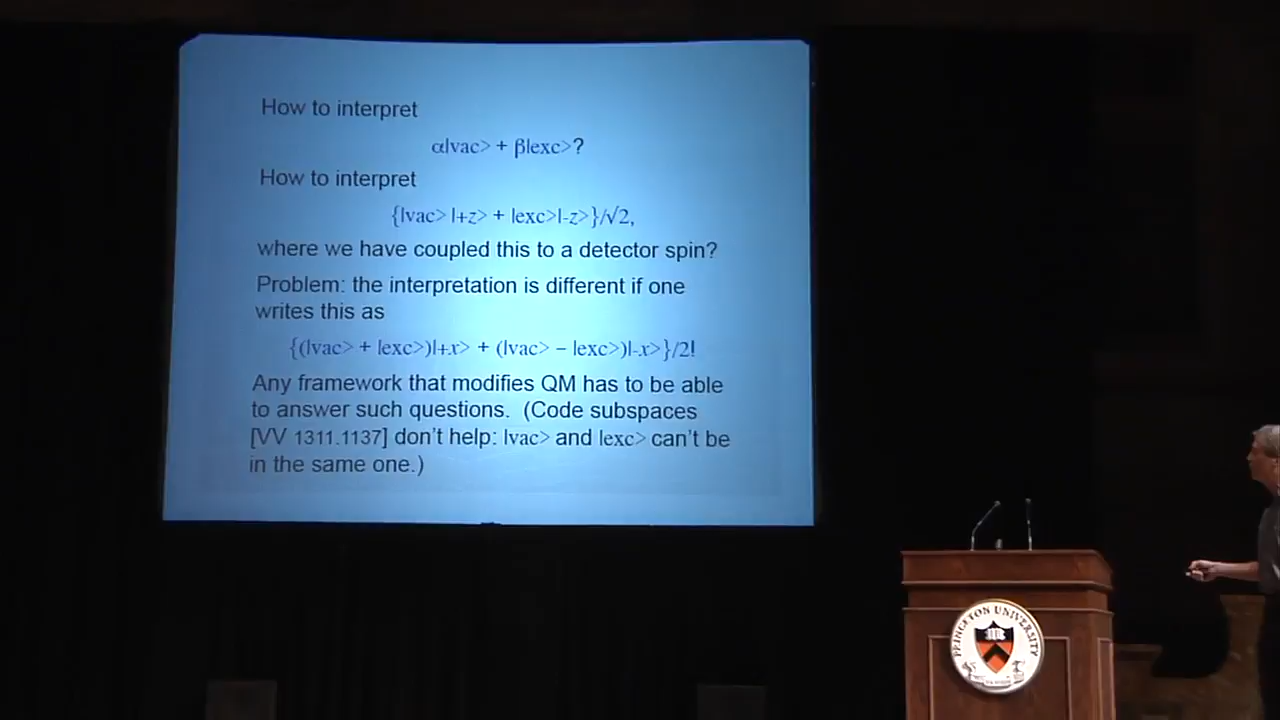 How to interpret
α|vac> + β|exc>?
How to interpret
{|vac> |+z> + |exc>|-z>}/√2,
where we have coupled this to a detector spin?
Problem: the interpretation is different if one
writes this as
{(|vac> + |exc>)|+x> + (|vac> − |exc>)|-x>}/2!
Any framework that modifies QM has to be able
to answer such questions. (Code subspaces
[VV 1311.1137] don't help: |vac> and |exc> can't be
in the same one.)
PRINCETON UNIVERSITY